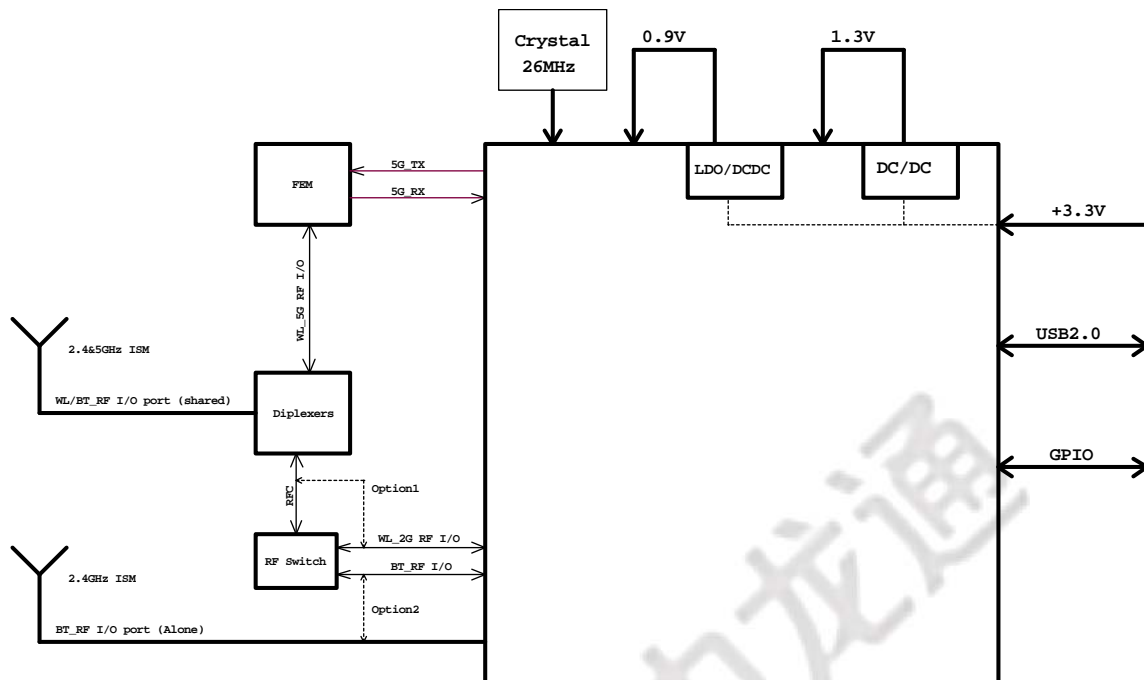 Crystal
26MHz
0.9V
1.3V
5G_TX
FEM
LDO/DCDC
DC/DC
5G_RX
+3.3V
WL_5G RF I/O
2.4&5GHz ISM
USB2.0
WL/BT_RF I/O port (shared)
Diplexers
GPIO
Option1
RFC
WL_2G RF I/O
RF Switch
BT_RF I/O
2.4GHz ISM
Option2
BT_RF I/O port (Alone)
龙通